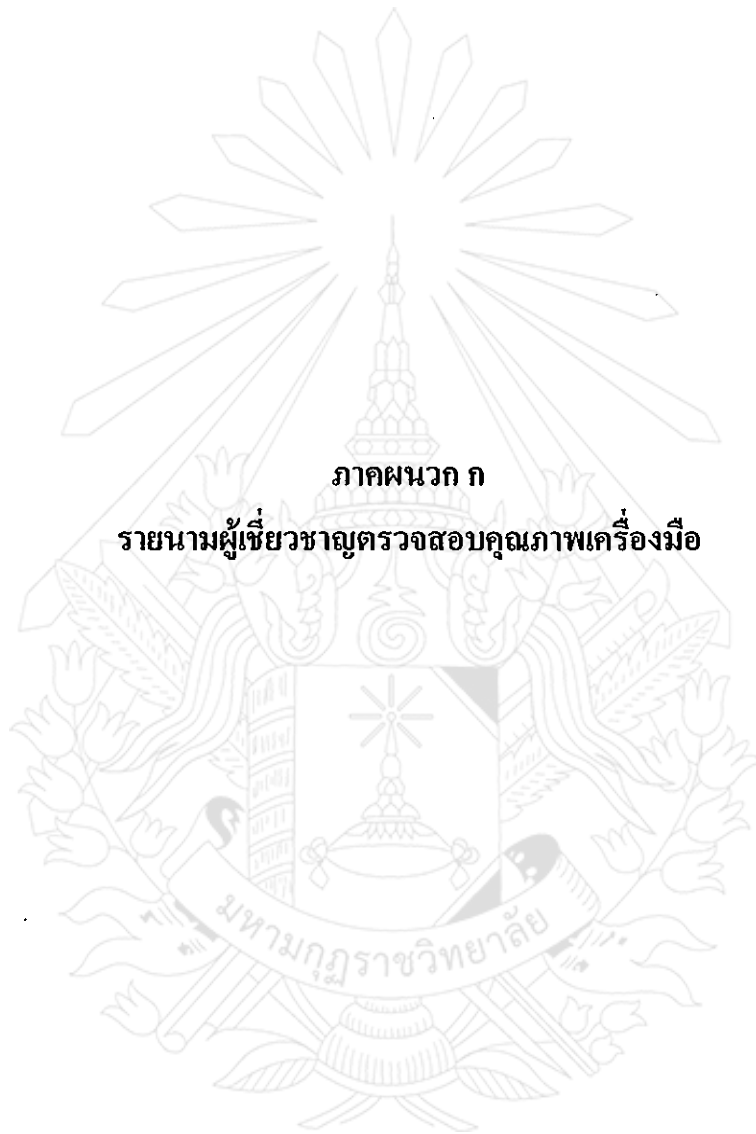 ภาคผนวก ก
รายนามผู้เชี่ยวชาญตรวจสอบคุณภาพเครื่องมือ
มหามกุฏราชวิทยาลัย